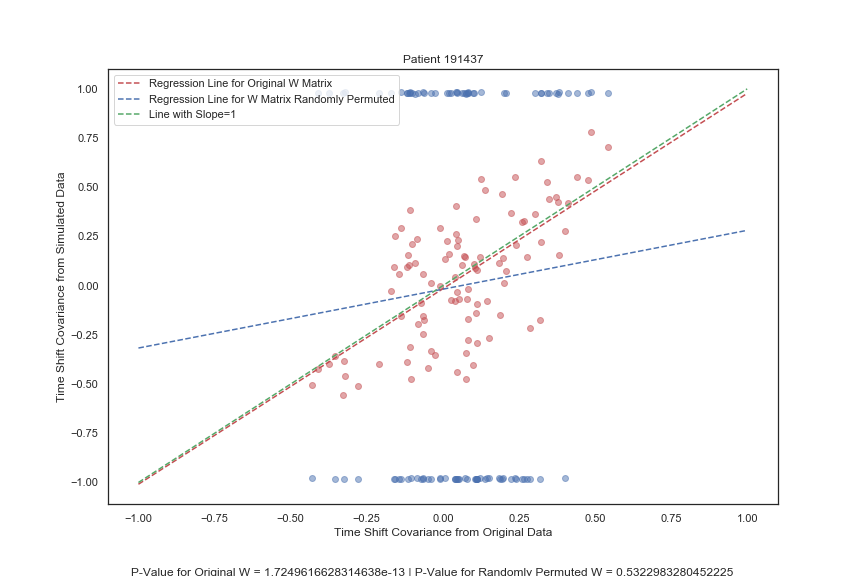 Patient 191437
Regression Line for Original W Matrix
Regression Line for W Matrix Randomly Permuted
Line with Slope=1
1.00
0.75
0.50
0.25
0.00
−0.25
−0.50
−0.75
−1.00
Time Shift Covariance from Simulated Data
−1.00
−0.75
−0.50
−0.25
0.00
0.25
0.50
0.75
1.00
Time Shift Covariance from Original Data
P-Value for Original W = 1.7249616628314638e-13 | P-Value for Randomly Permuted W = 0.5322983280452225